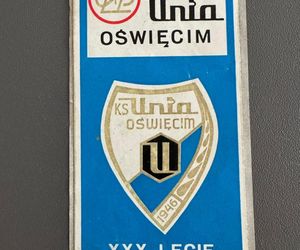 Unia
OŚWIĘCIM
KS Unia
OŚWIĘCIM
U
1946
XXX LECIE